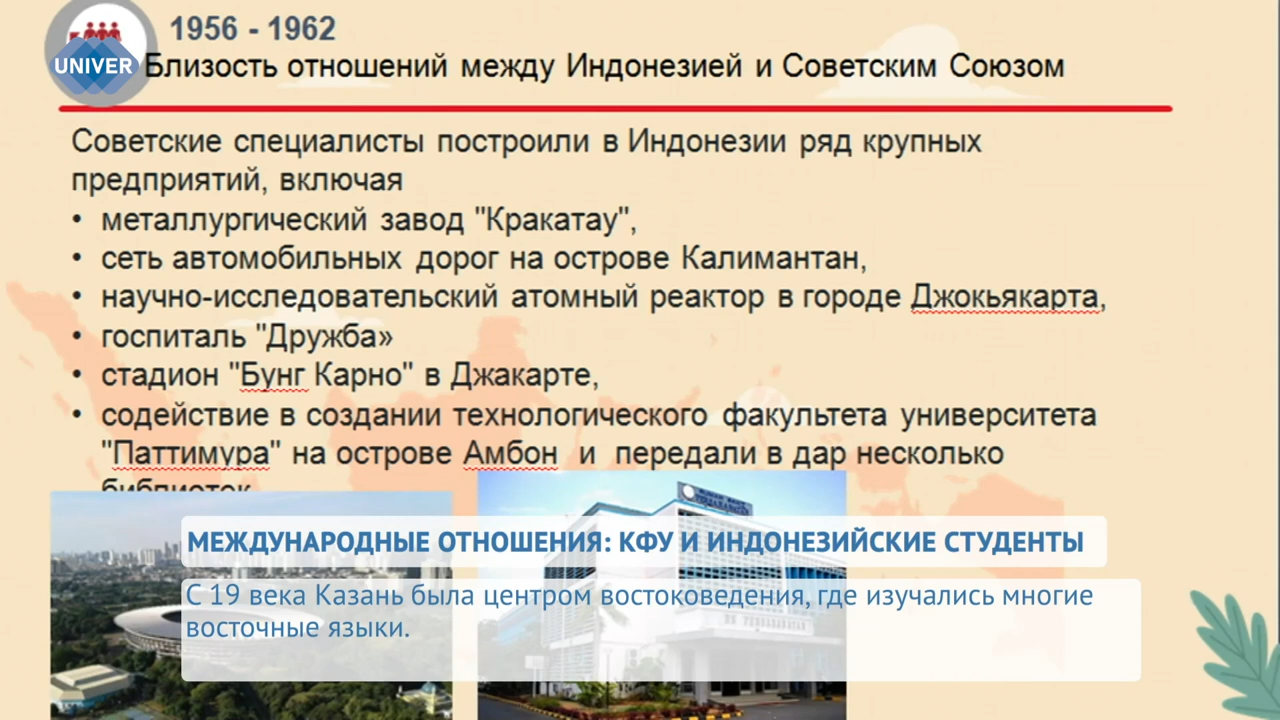 1956 - 1962
UNIVER
Близость отношений между Индонезией и Советским Союзом
Советские специалисты построили в Индонезии ряд крупных
предприятий, включая
• металлургический завод "Кракатау",
• сеть автомобильных дорог на острове Калимантан,
• научно-исследовательский атомный реактор в городе Джокьякарта,
• госпиталь "Дружба»
• стадион "Бунг Карно" в Джакарте,
• содействие в создании технологического факультета университета
"Паттимура" на острове Амбон и передали в дар несколько
библиотек
МЕЖДУНАРОДНЫЕ ОТНОШЕНИЯ: КФУ И ИНДОНЕЗИЙСКИЕ СТУДЕНТЫ
С 19 века Казань была центром востоковедения, где изучались многие
восточные языки.